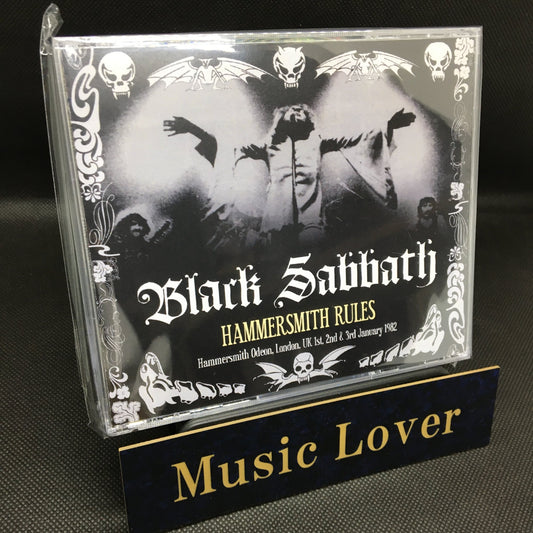 Black Sabbath
HAMMERSMITH RULES
Hammersmith Odeon, London, UK 1st, 2nd & 3rd January 1982
Music Lover